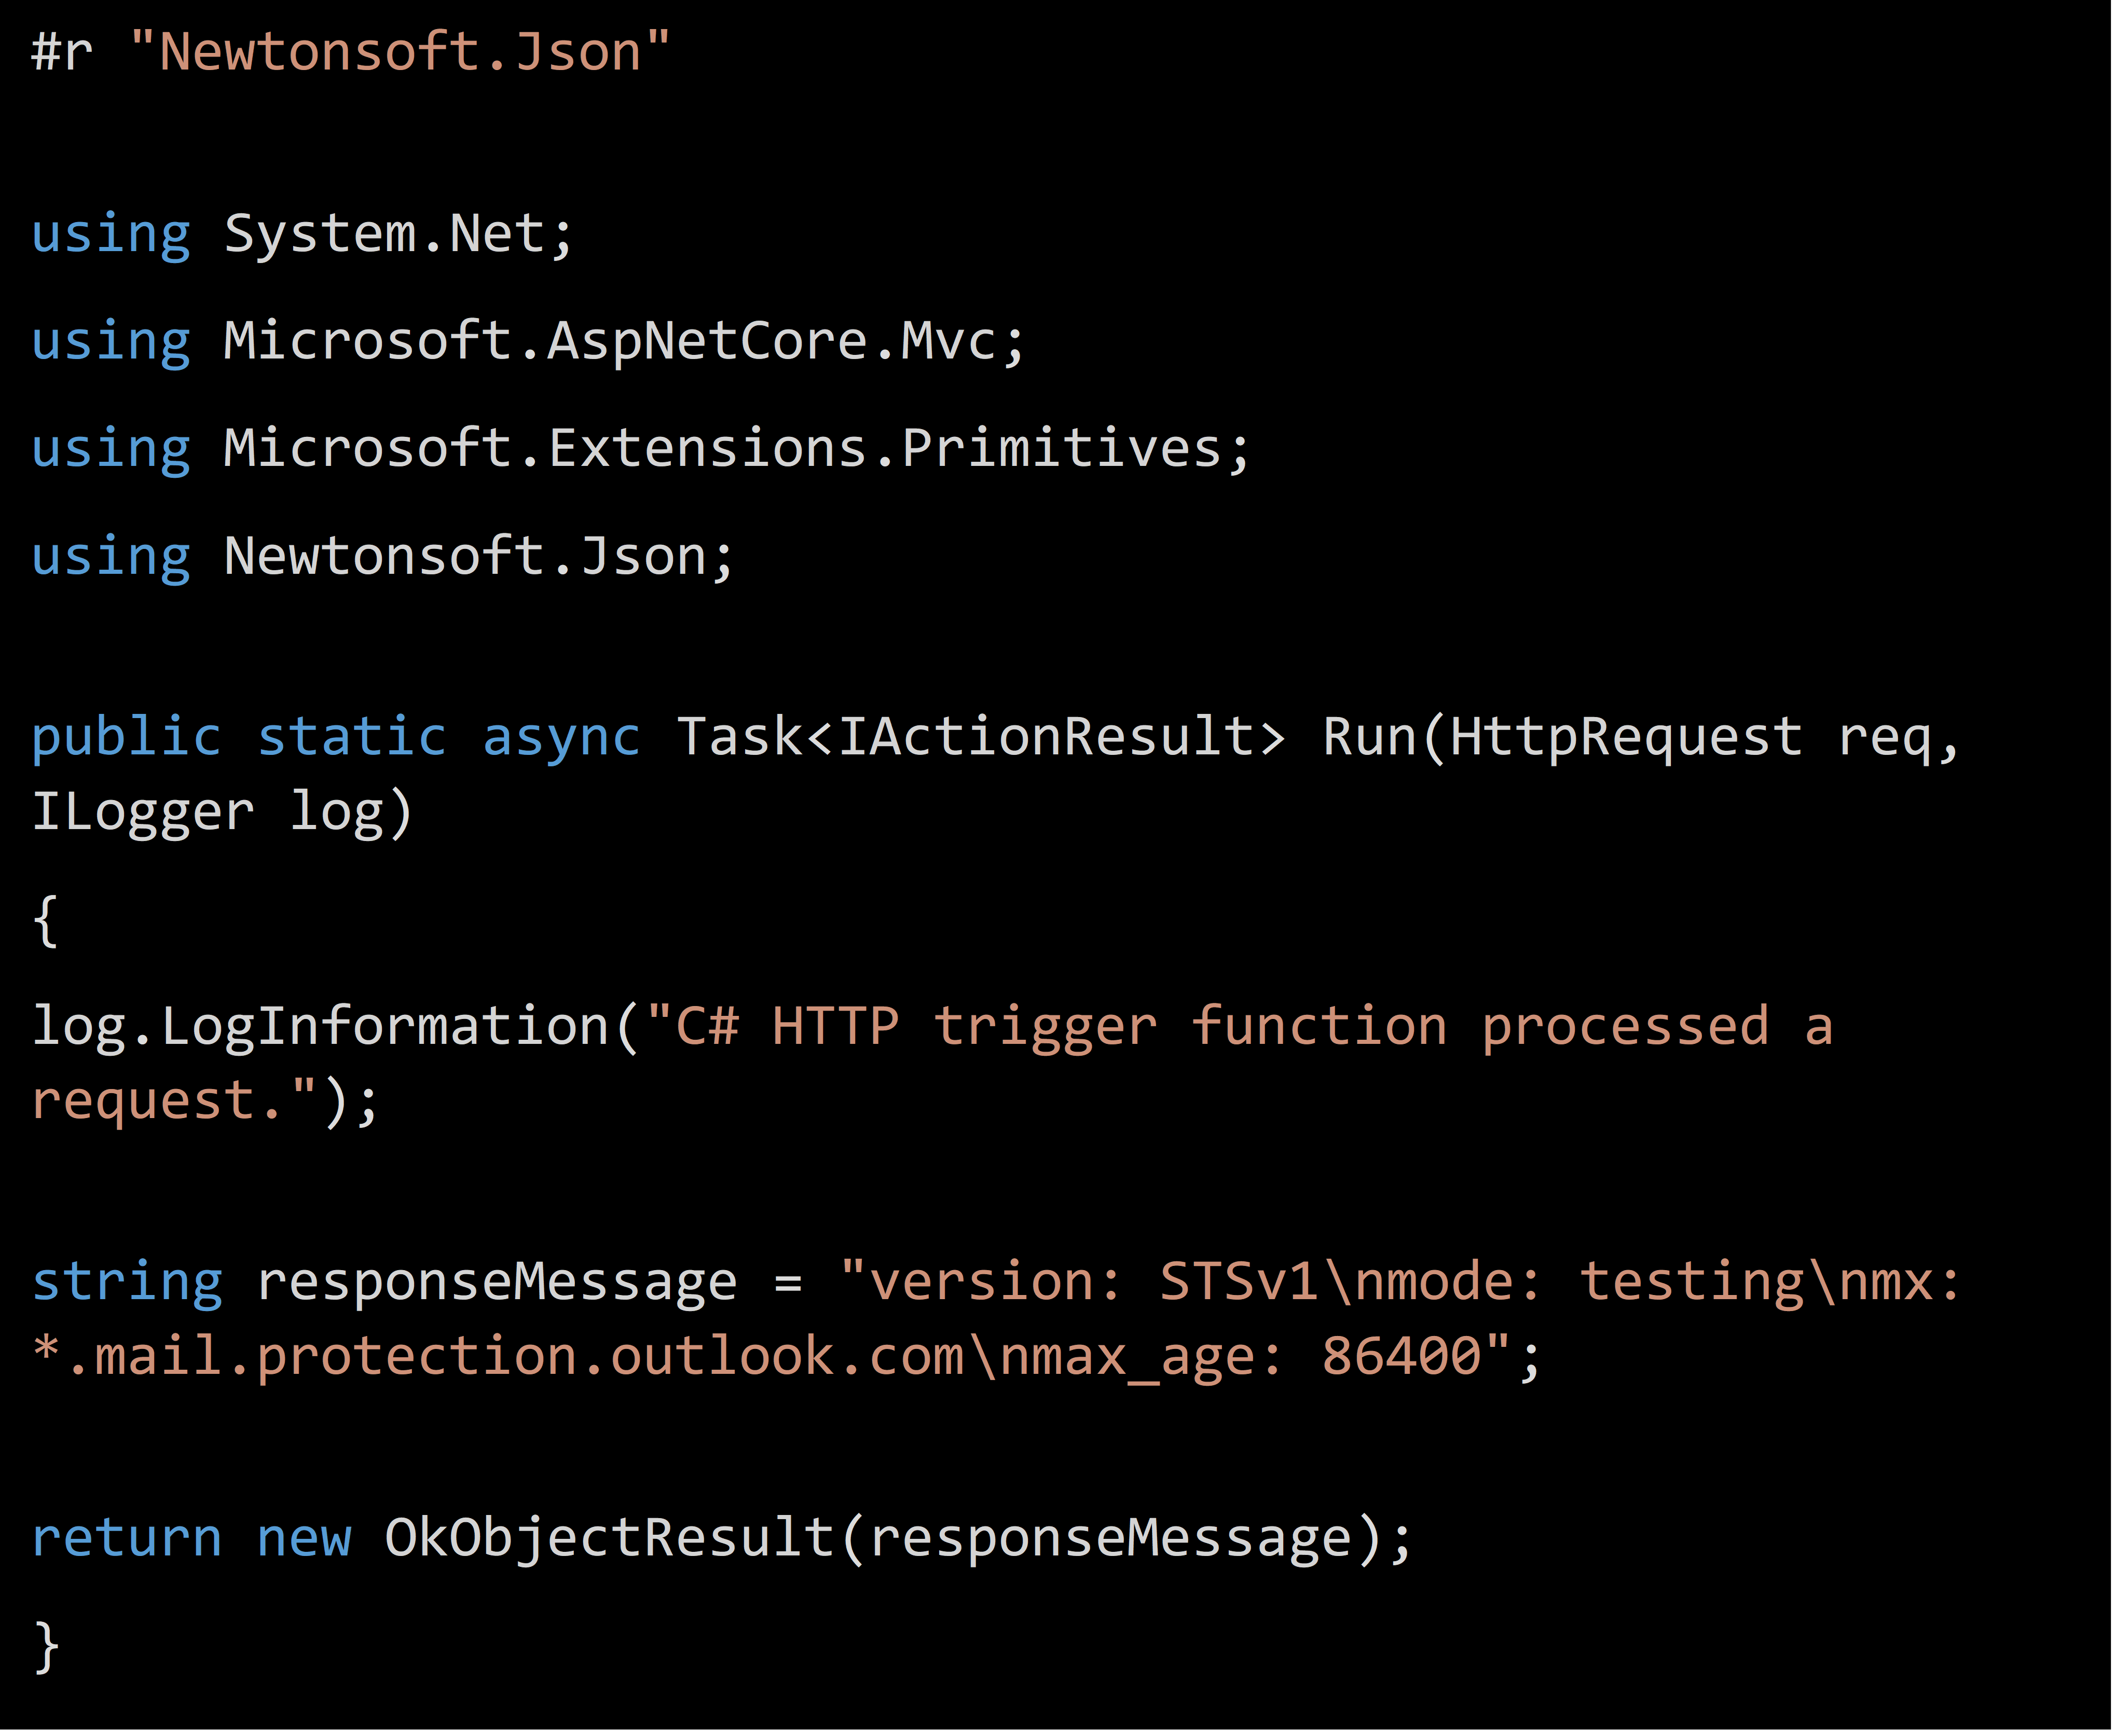 #r "Newtonsoft.Json"
using System.Net;
using Microsoft.AspNetCore.Mvc;
using Microsoft.Extensions.Primitives;
using Newtonsoft.Json;
public static async Task<IActionResult> Run(HttpRequest req,
ILogger log)
{
log.LogInformation("C# HTTP trigger function processed a
request.");
string responseMessage = "version: STSv1\nmode: testing\nmx:
*.mail.protection.outlook.com\nmax_age: 86400";
return new OkObjectResult(responseMessage);
}